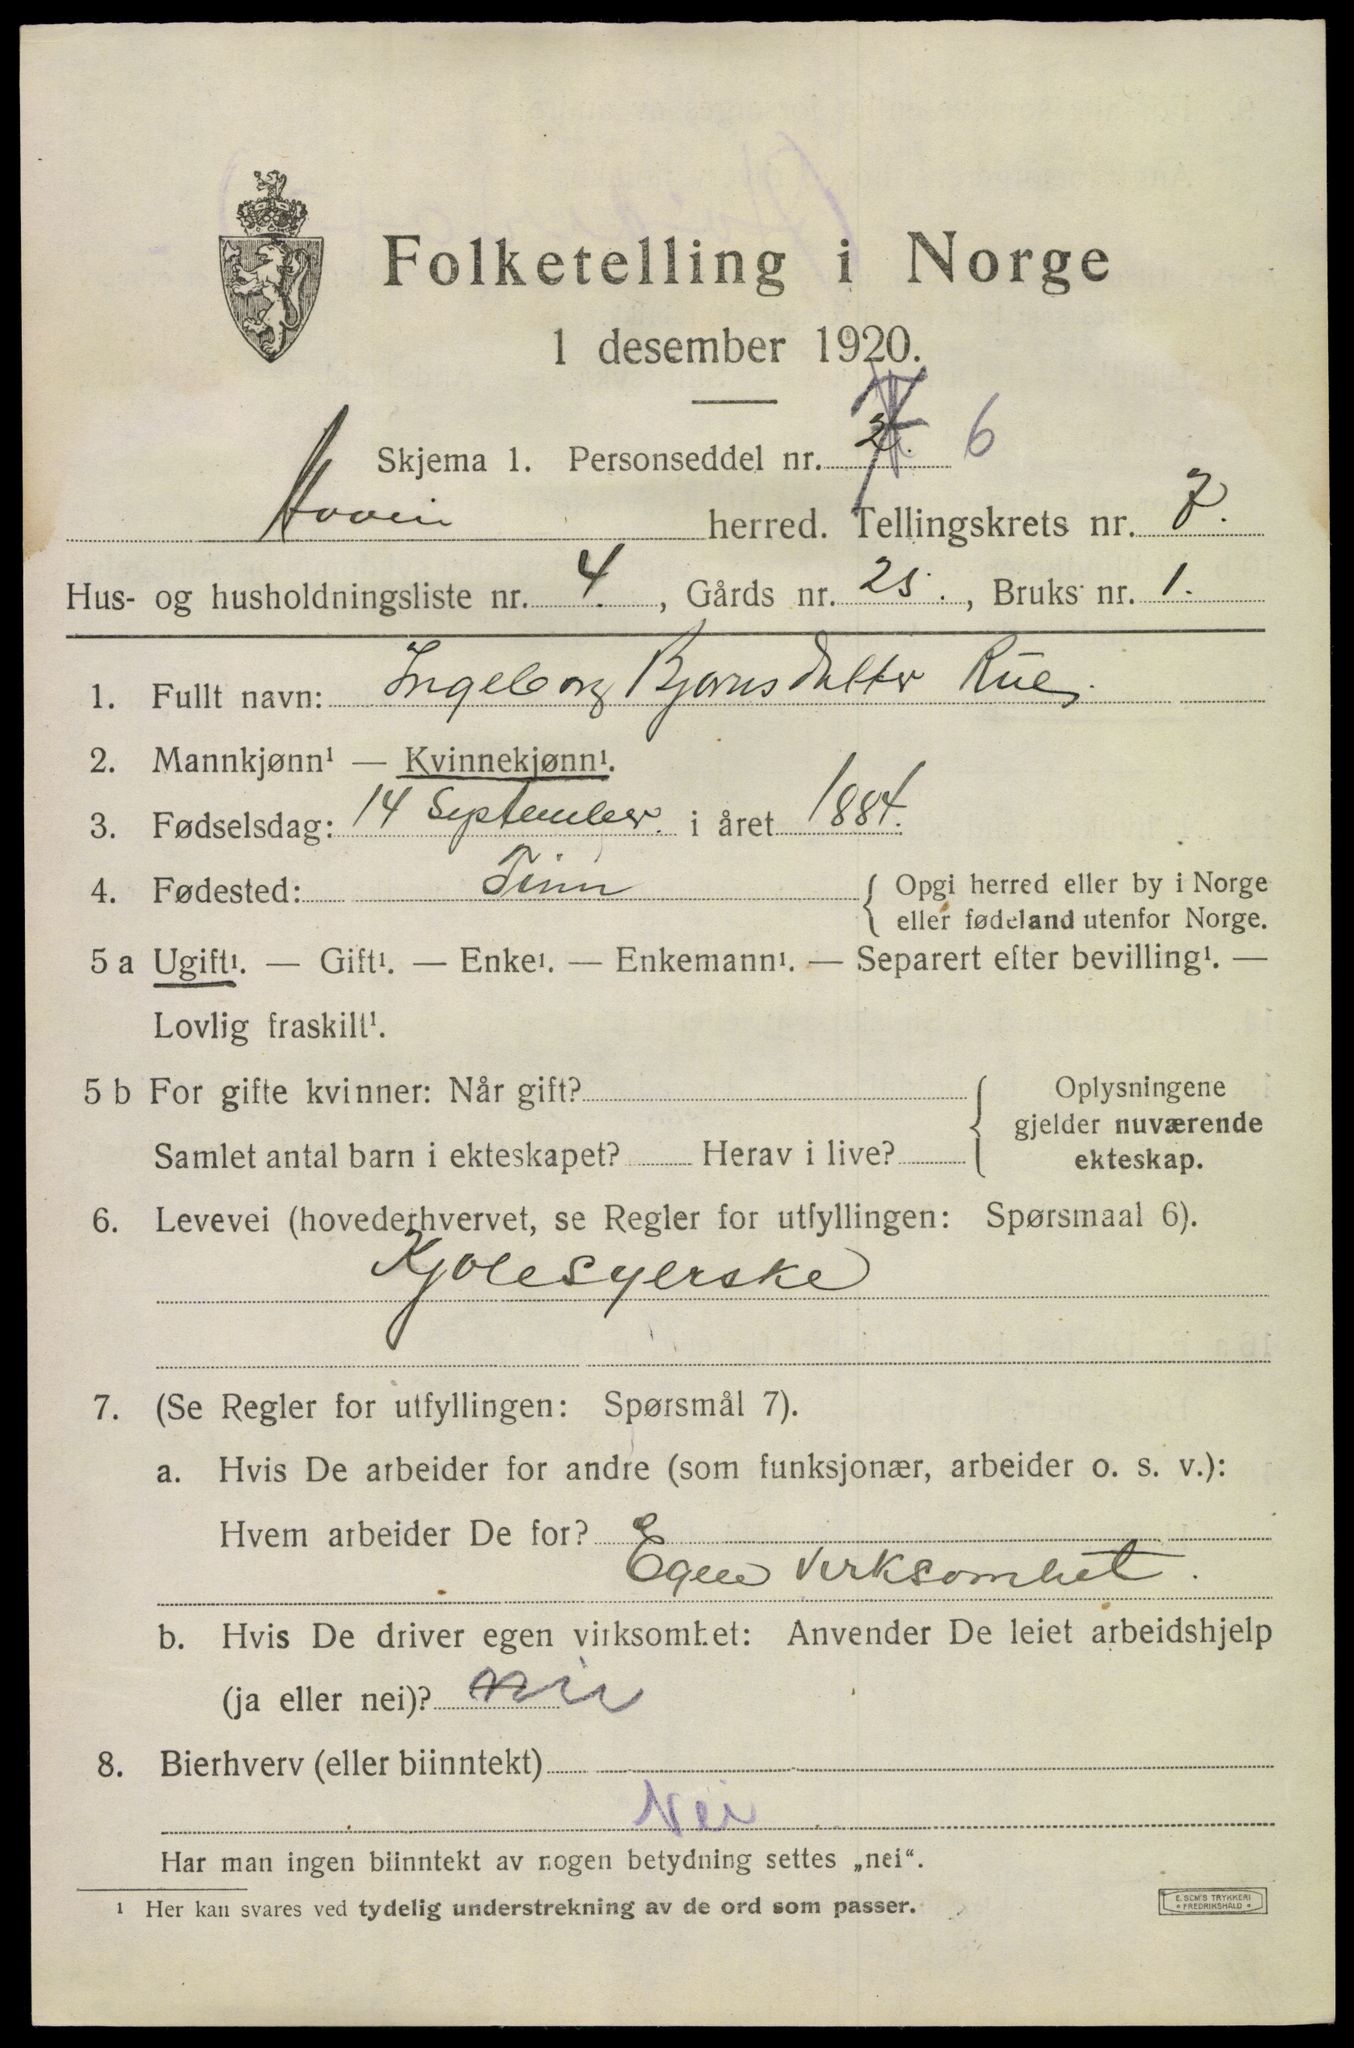 Folketelling i Norge
1 desember 1920.
Skjema 1. Personseddel nr. 6
Hovin herred. Tellingskrets nr. 7.
Hus- og husholdningsliste nr. 4. , Gårds nr. 25. , Bruks nr. 1.
1. Fullt navn: Ingeborg Bjørnsdatter Rue
2. Mannkjønn¹ — Kvinnekjønn¹.
3. Fødselsdag: 14 September. i året 1884.
4. Fødested: Tinn { Opgi herred eller by i Norge
eller fødeland utenfor Norge.
5 a Ugift¹. — Gift¹. — Enke¹. — Enkemann¹. — Separert efter bevilling¹. —
Lovlig fraskilt¹.
5 b For gifte kvinner: Når gift? { Oplysningene
gjelder nuværende
Samlet antal barn i ekteskapet? Herav i live? ekteskap.
6. Levevei (hovederhvervet, se Regler for utfyllingen: Spørsmaal 6).
Kjolesyerske
7. (Se Regler for utfyllingen: Spørsmål 7).
a. Hvis De arbeider for andre (som funksjonær, arbeider o. s. v.):
Hvem arbeider De for?
Egen virksomhet.
b. Hvis De driver egen virksomhet: Anvender De leiet arbeidshjelp
(ja eller nei)? nei
8. Bierhverv (eller biinntekt)
Nei
Har man ingen biinntekt av nogen betydning settes „nei“.
¹ Her kan svares ved tydelig understrekning av de ord som passer.
E. SEM'S TRYKKERI
* FREDRIKSHALD *